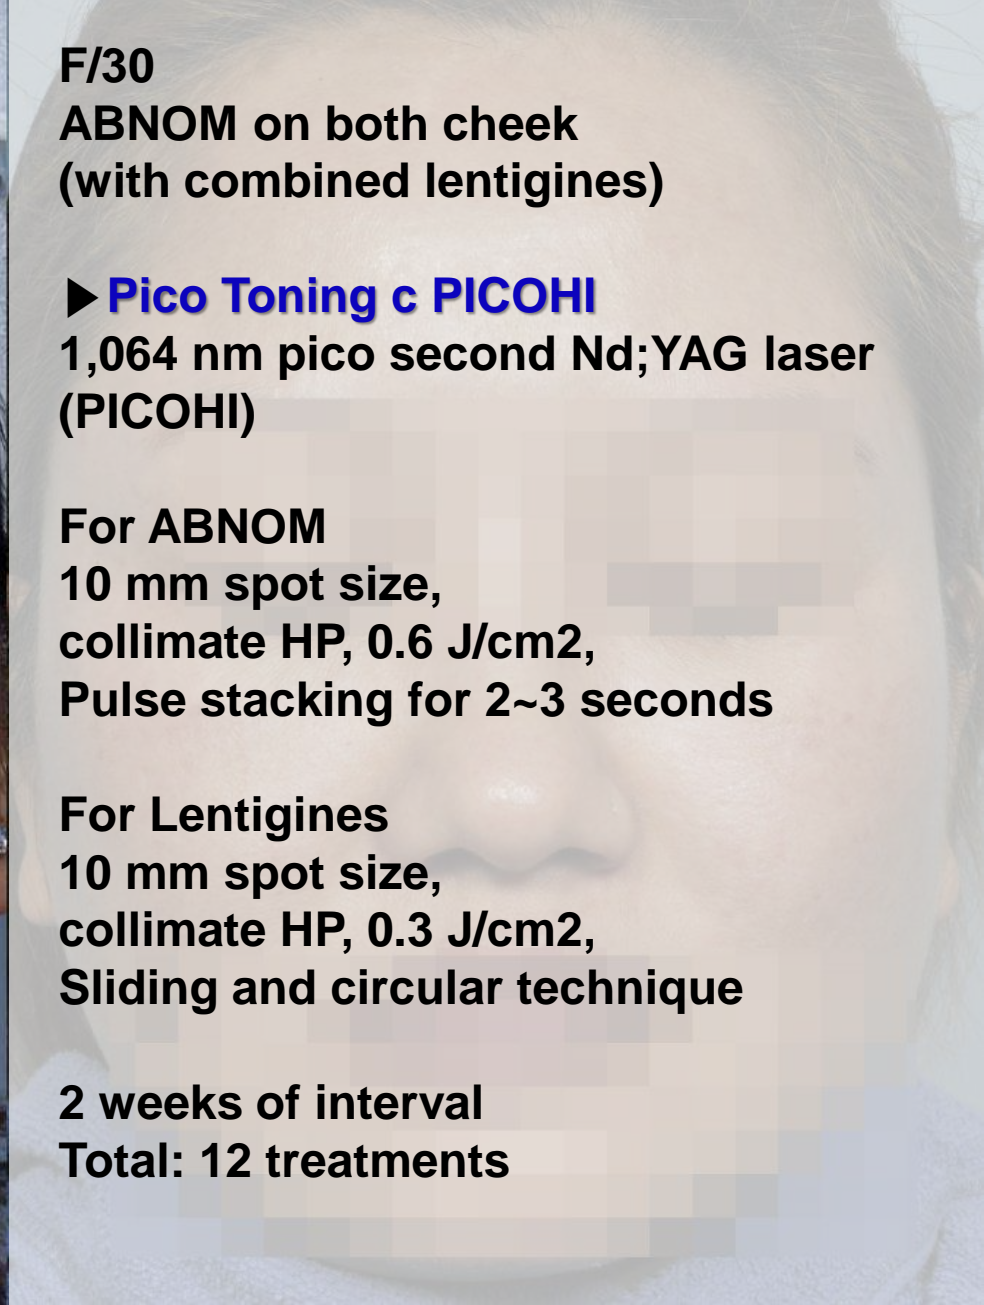 F/30
ABNOM on both cheek
(with combined lentigines)
▶Pico Toning c PICOHI
1,064 nm pico second Nd;YAG laser
(PICOHI)
For ABNOM
10 mm spot size,
collimate HP, 0.6 J/cm2,
Pulse stacking for 2~3 seconds
For Lentigines
10 mm spot size,
collimate HP, 0.3 J/cm2,
Sliding and circular technique
2 weeks of interval
Total: 12 treatments